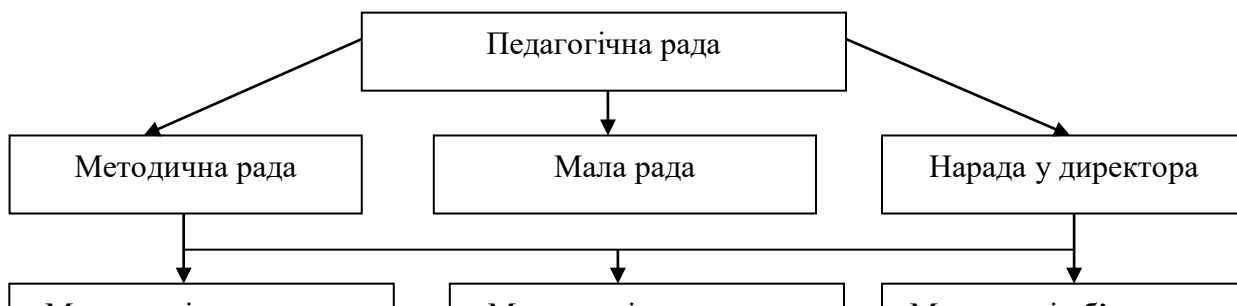 Педагогічна рада
Методична рада
Мала рада
Нарада у директора